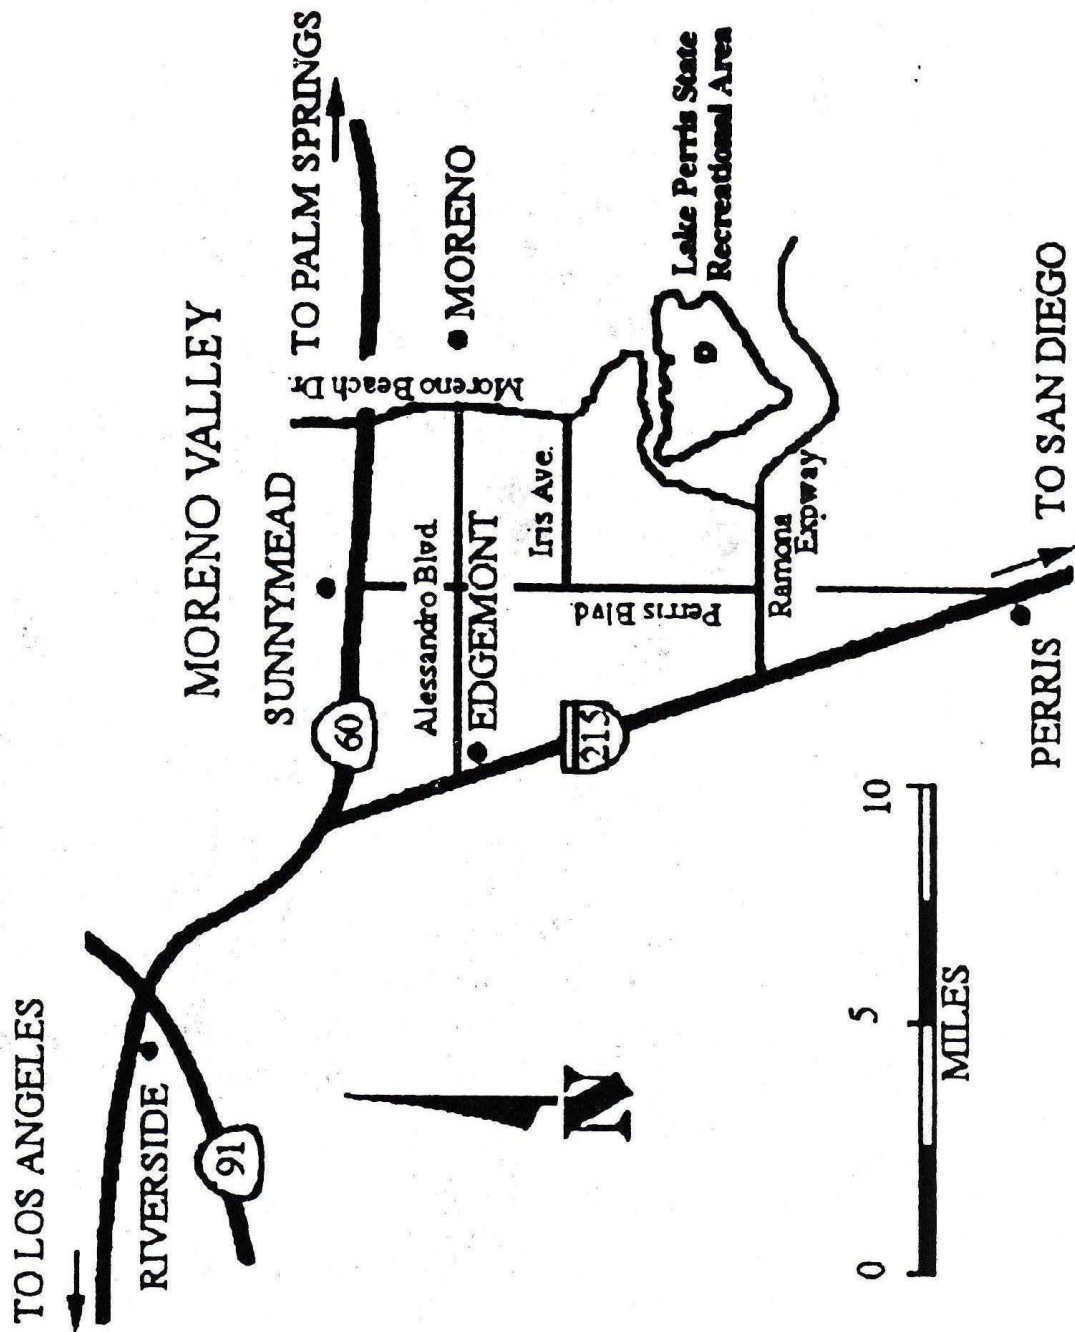 TO LOS ANGELES
RIVERSIDE
91
MORENO VALLEY
SUNNYMEAD
60
TO PALM SPRINGS
Moreno Beach Dr.
MORENO
Alessandro Blvd.
EDGEMONT
Iris Ave.
215
Perris Blvd.
Lake Perris State
Recreational Area
Ramona
Expway
PERRIS
TO SAN DIEGO
N
0 5 10
MILES